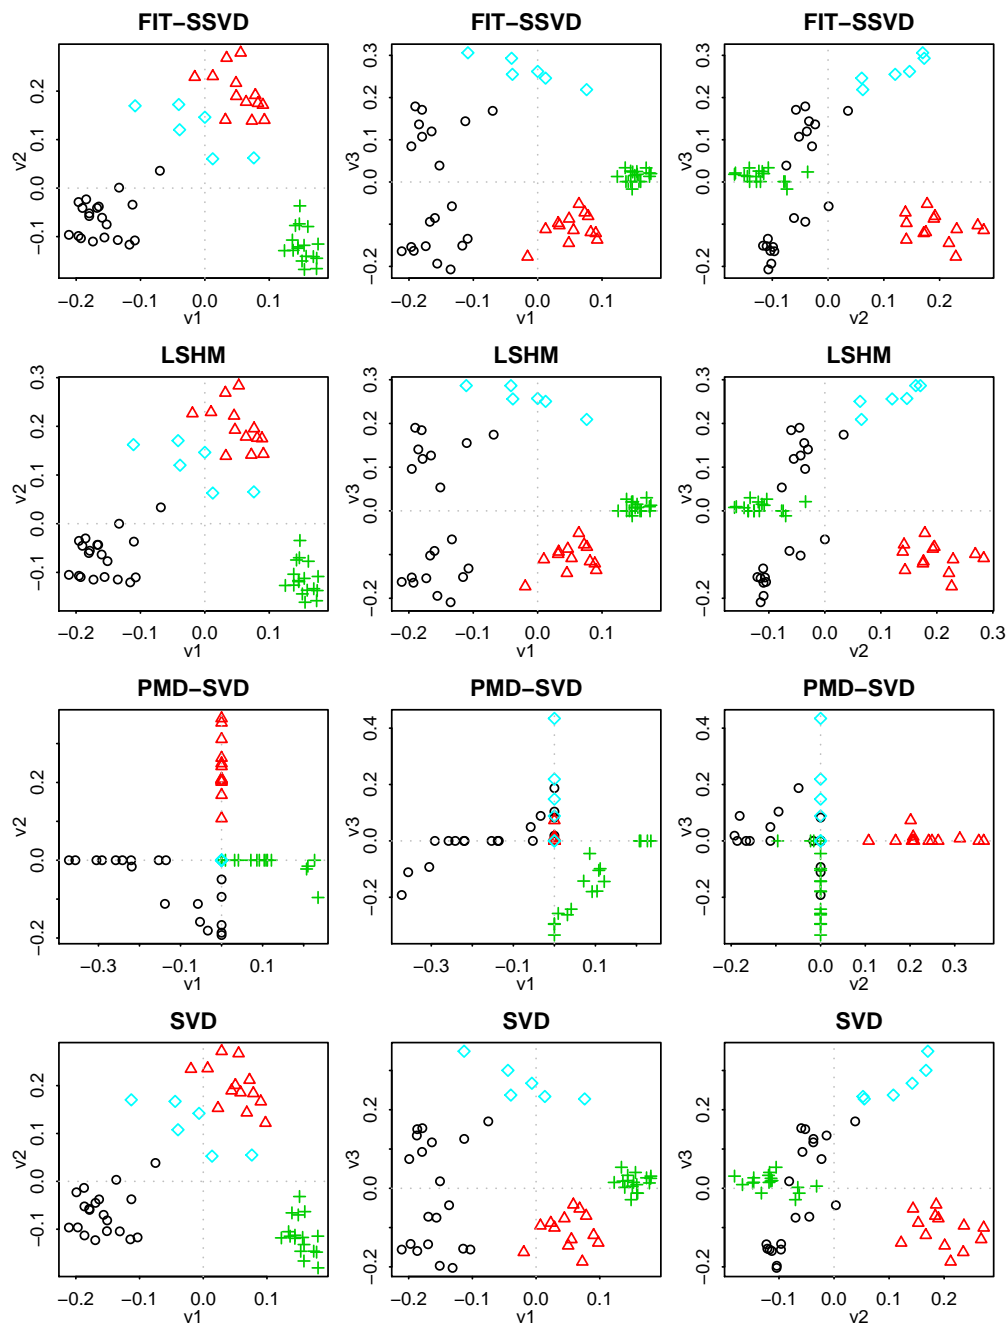 FIT−SSVD FIT−SSVD FIT−SSVD
v2 −0.1 0.0 0.2
−0.2 −0.1 0.0 0.1
v1
v3 −0.2 0.0 0.1 0.2 0.3
−0.2 −0.1 0.0 0.1
v1
v3 −0.2 0.0 0.1 0.2 0.3
−0.1 0.0 0.1 0.2
v2
LSHM LSHM LSHM
v2 −0.1 0.0 0.1 0.2 0.3
−0.2 −0.1 0.0 0.1
v1
v3 −0.2 0.0 0.1 0.2 0.3
−0.2 −0.1 0.0 0.1
v1
v3 −0.2 0.0 0.1 0.2 0.3
−0.1 0.0 0.1 0.2 0.3
v2
PMD−SVD PMD−SVD PMD−SVD
v2 −0.2 0.0 0.2
−0.3 −0.1 0.1
v1
v3 −0.2 0.0 0.2 0.4
−0.3 −0.1 0.1
v1
v3 −0.2 0.0 0.2 0.4
−0.2 0.0 0.1 0.2 0.3
v2
SVD SVD SVD
v2 −0.1 0.0 0.1 0.2
−0.2 −0.1 0.0 0.1
v1
v3 −0.2 0.0 0.2
−0.2 −0.1 0.0 0.1
v1
v3 −0.2 0.0 0.2
−0.2 0.0 0.1 0.2
v2